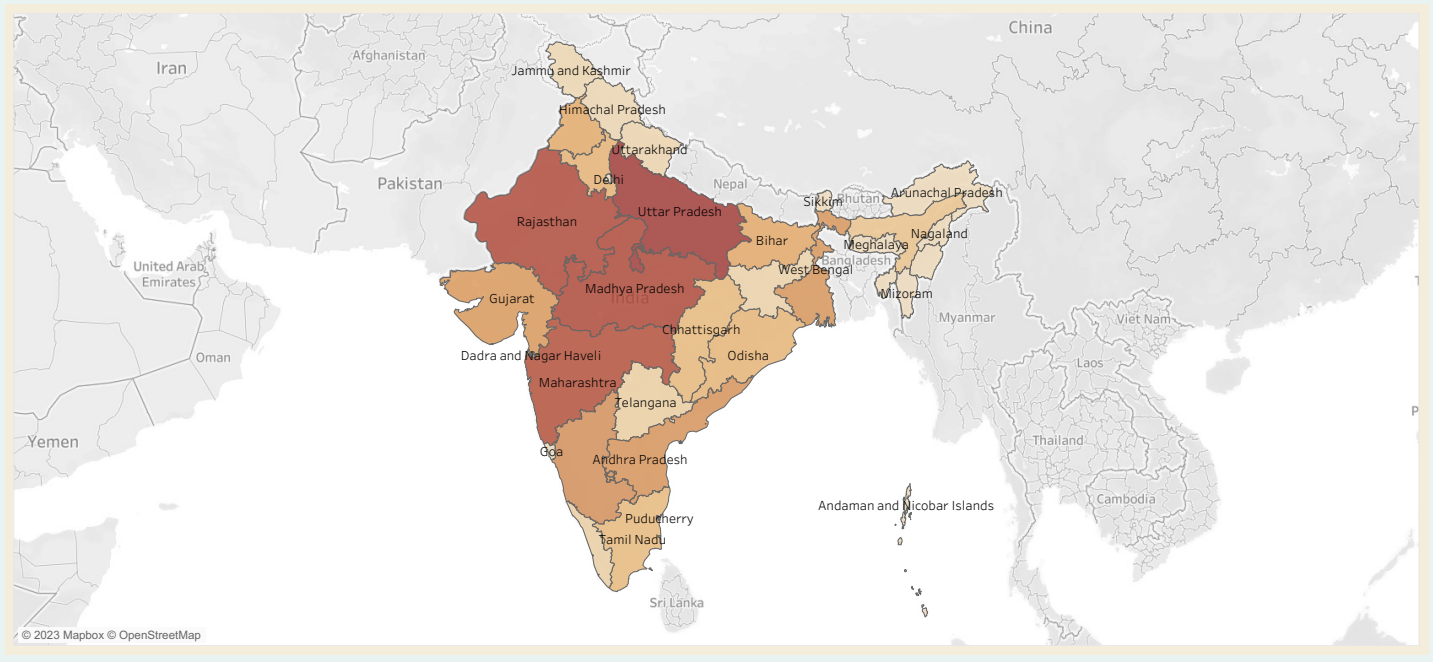 China
Afghanistan
Iran
Jammu and Kashmir
Himachal Pradesh
Uttarakhand
Delhi
Pakistan
Nepal
Arunachal Pradesh
Sikkim
Bhutan
Uttar Pradesh
Rajasthan
Nagaland
Bihar
Meghalaya
Bangladesh
United Arab
Emirates
West Bengal
Madhya Pradesh
India
Mizoram
Gujarat
Myanmar
Viet Nam
Chhattisgarh
Oman
Dadra and Nagar Haveli
Odisha
Laos
Maharashtra
Telangana
Yemen
Thailand
Goa
Andhra Pradesh
Cambodia
Andaman and Nicobar Islands
Puducherry
Tamil Nadu
Sri Lanka
© 2023 Mapbox © OpenStreetMap